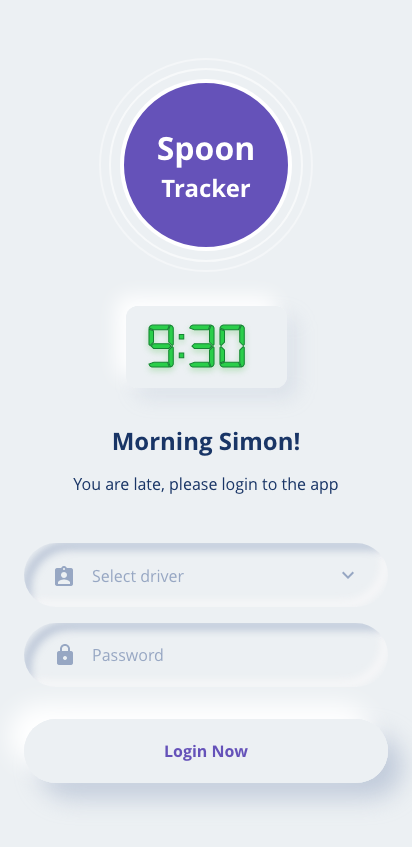 Spoon
Tracker
9:30
Morning Simon!
You are late, please login to the app
Select driver
Password
Login Now